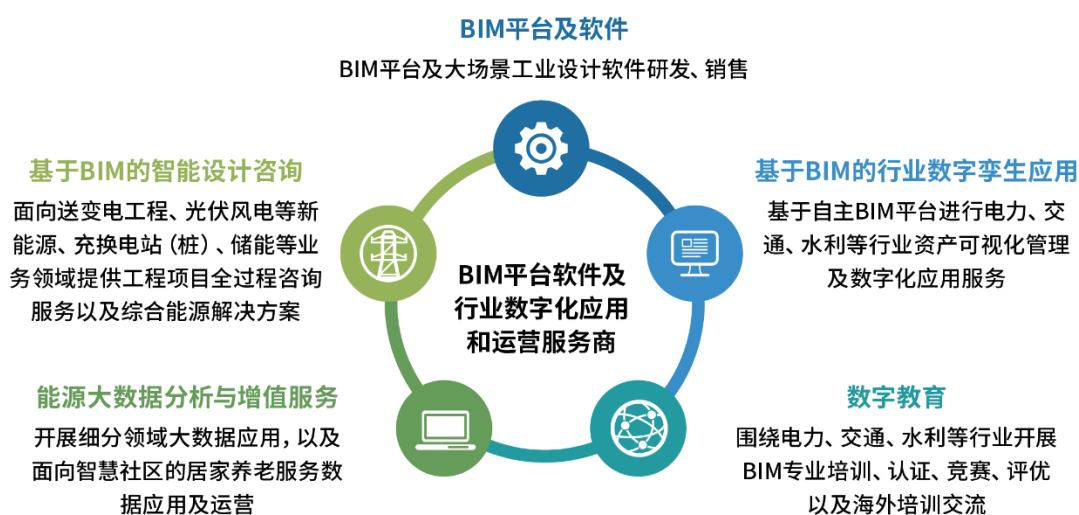 BIM平台及软件
BIM平台及大场景工业设计软件研发、销售
基于BIM的智能设计咨询
面向送变电工程、光伏风电等新
能源、充换电站（桩）、储能等业
务领域提供工程项目全过程咨询
服务以及综合能源解决方案
基于BIM的行业数字孪生应用
基于自主BIM平台进行电力、交
通、水利等行业资产可视化管理
及数字化应用服务
BIM平台软件及
行业数字化应用
和运营服务商
能源大数据分析与增值服务
开展细分领域大数据应用，以及
面向智慧社区的居家养老服务数
据应用及运营
数字教育
围绕电力、交通、水利等行业开展
BIM专业培训、认证、竞赛、评优
以及海外培训交流